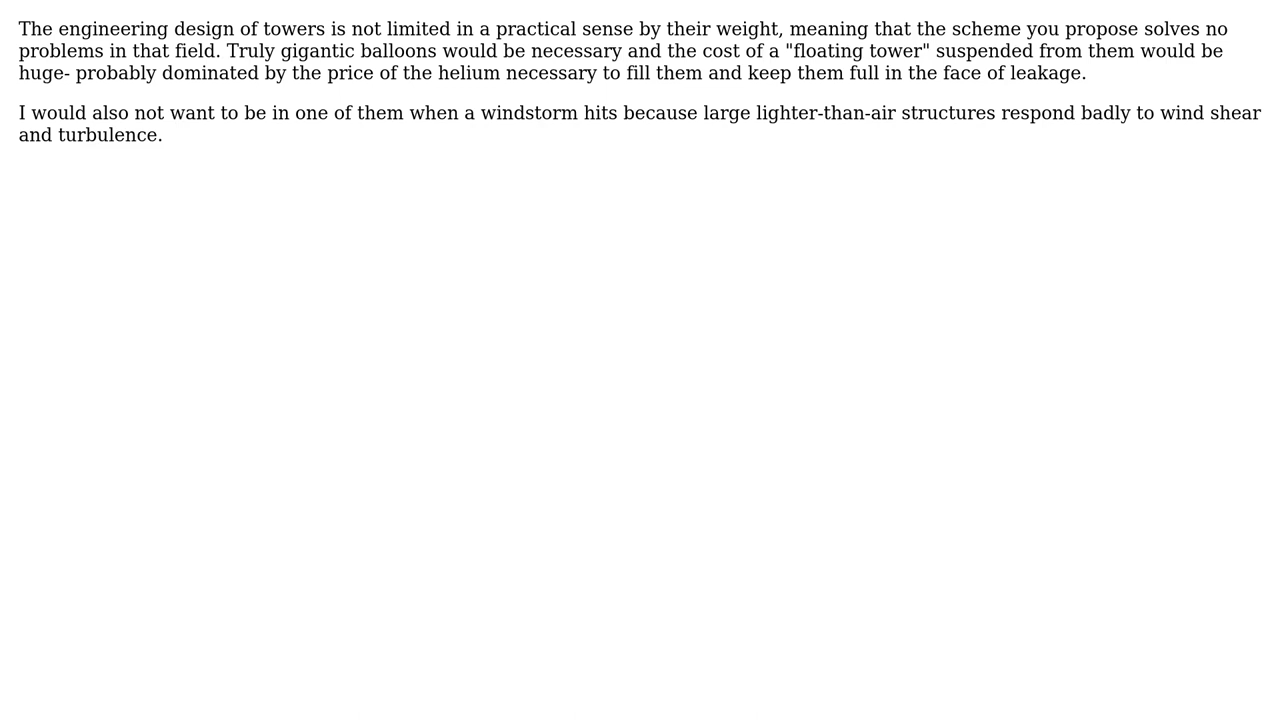 The engineering design of towers is not limited in a practical sense by their weight, meaning that the scheme you propose solves no
problems in that field. Truly gigantic balloons would be necessary and the cost of a "floating tower" suspended from them would be
huge- probably dominated by the price of the helium necessary to fill them and keep them full in the face of leakage.
I would also not want to be in one of them when a windstorm hits because large lighter-than-air structures respond badly to wind shear
and turbulence.